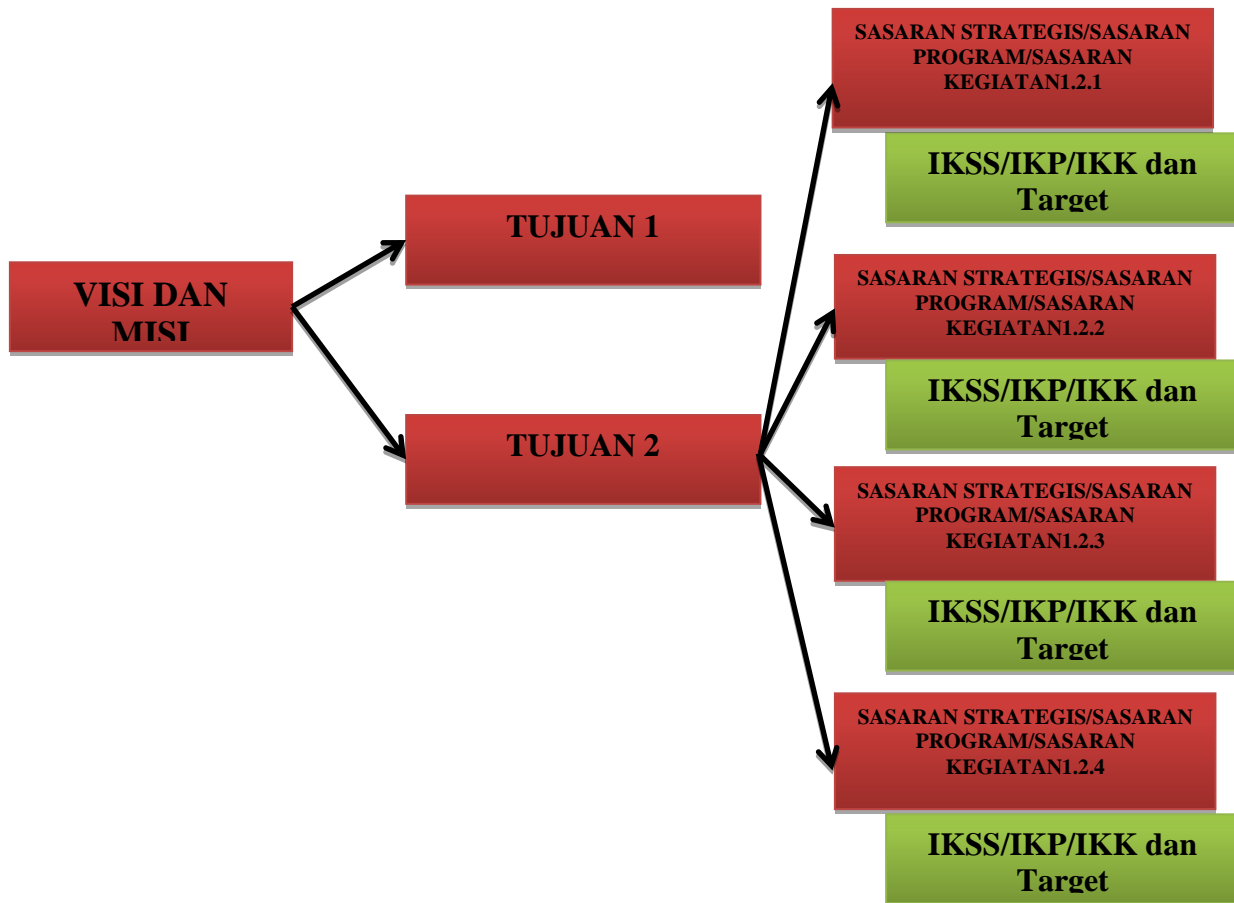 VISI DAN
MISI
TUJUAN 1
TUJUAN 2
SASARAN STRATEGIS/SASARAN
PROGRAM/SASARAN
KEGIATAN1.2.1
IKSS/IKP/IKK dan
Target
SASARAN STRATEGIS/SASARAN
PROGRAM/SASARAN
KEGIATAN1.2.2
IKSS/IKP/IKK dan
Target
SASARAN STRATEGIS/SASARAN
PROGRAM/SASARAN
KEGIATAN1.2.3
IKSS/IKP/IKK dan
Target
SASARAN STRATEGIS/SASARAN
PROGRAM/SASARAN
KEGIATAN1.2.4
IKSS/IKP/IKK dan
Target